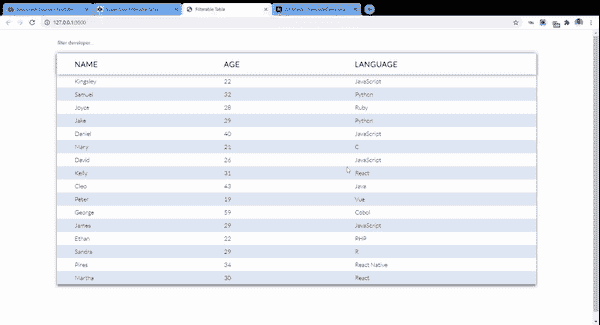 Filterable Table
127.0.0.1:3000
filter developer...
NAME AGE LANGUAGE
Kingsley 22 JavaScript
Samuel 32 Python
Joyce 28 Ruby
Jake 29 Python
Daniel 40 JavaScript
Mary 21 C
David 26 JavaScript
Kelly 31 React
Cleo 43 Java
Peter 19 Vue
George 59 Cobol
James 29 JavaScript
Ethan 22 PHP
Sandra 29 R
Pires 34 React Native
Martha 30 React